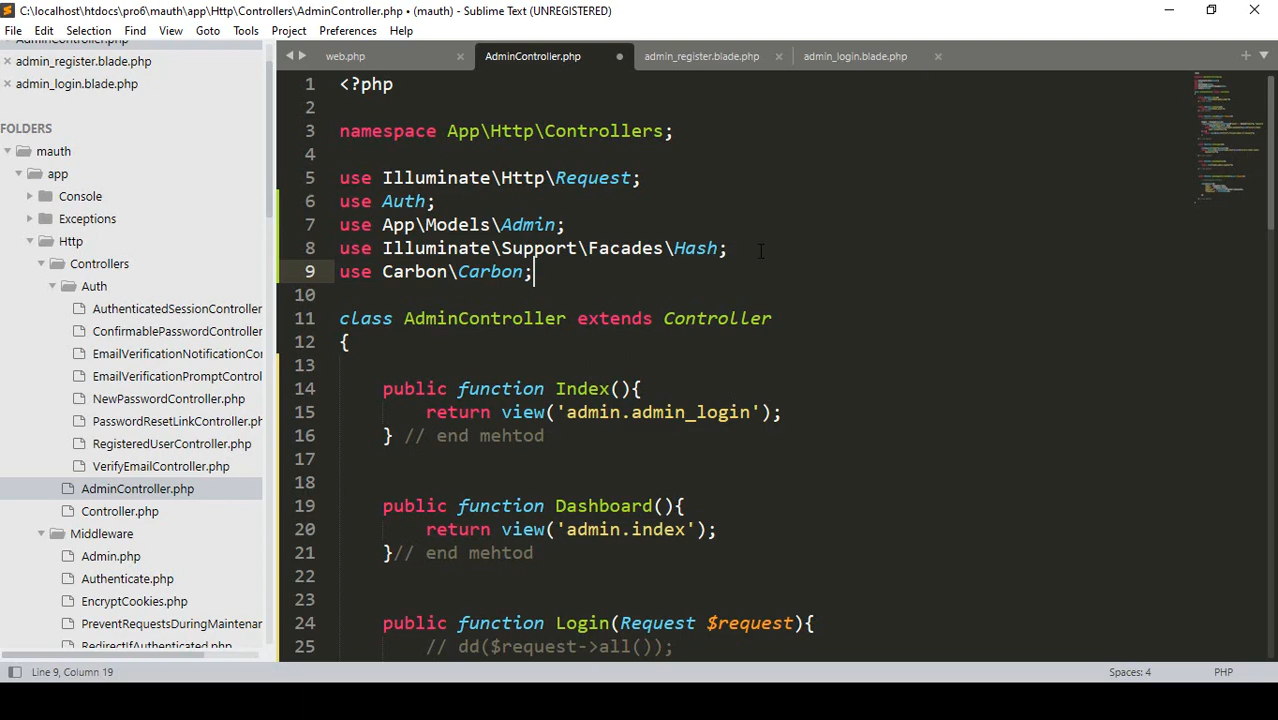 C:\localhost\htdocs\pro6\mauth\app\Http\Controllers\AdminController.php • (mauth) - Sublime Text (UNREGISTERED)
File Edit Selection Find View Goto Tools Project Preferences Help
AdminController.php
admin_register.blade.php
admin_login.blade.php
FOLDERS
mauth
app
Console
Exceptions
Http
Controllers
Auth
AuthenticatedSessionController
ConfirmablePasswordController
EmailVerificationNotificationCor
EmailVerificationPromptControl
NewPasswordController.php
PasswordResetLinkController.ph
RegisteredUserController.php
VerifyEmailController.php
AdminController.php
Controller.php
Middleware
Admin.php
Authenticate.php
EncryptCookies.php
PreventRequestsDuringMaintenar
RedirectIfAuthenticated.php
web.php AdminController.php admin_register.blade.php admin_login.blade.php
1 <?php
2
3 namespace App\Http\Controllers;
4
5 use Illuminate\Http\Request;
6 use Auth;
7 use App\Models\Admin;
8 use Illuminate\Support\Facades\Hash;
9 use Carbon\Carbon;
10
11 class AdminController extends Controller
12 {
13
14 public function Index(){
15 return view('admin.admin_login');
16 } // end mehtod
17
18
19 public function Dashboard(){
20 return view('admin.index');
21 }// end mehtod
22
23
24 public function Login(Request $request){
25 // dd($request->all());
Line 9, Column 19 Spaces: 4 PHP